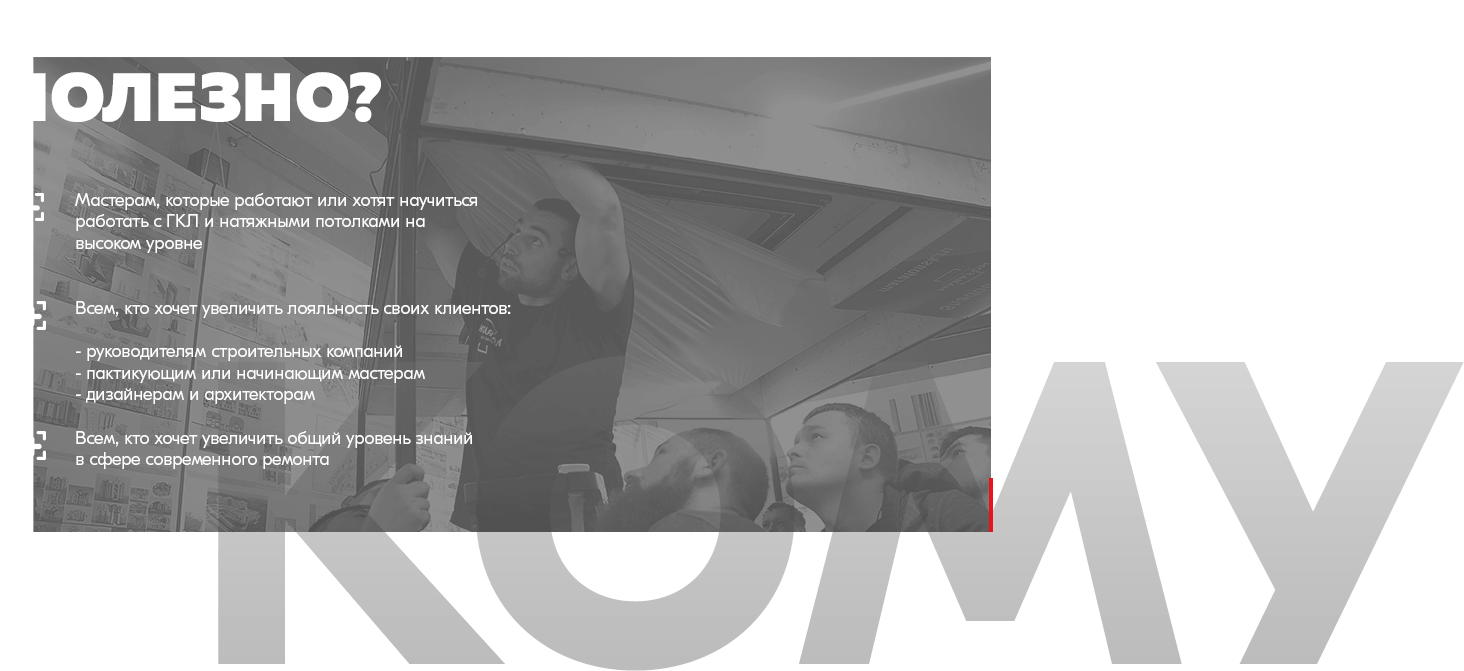 ПОЛЕЗНО?
Мастерам, которые работают или хотят научиться
работать с ГКЛ и натяжными потолками на
высоком уровне
Всем, кто хочет увеличить лояльность своих клиентов:
- руководителям строительных компаний
- пактикующим или начинающим мастерам
- дизайнерам и архитекторам
Всем, кто хочет увеличить общий уровень знаний
в сфере современного ремонта
КОМУ